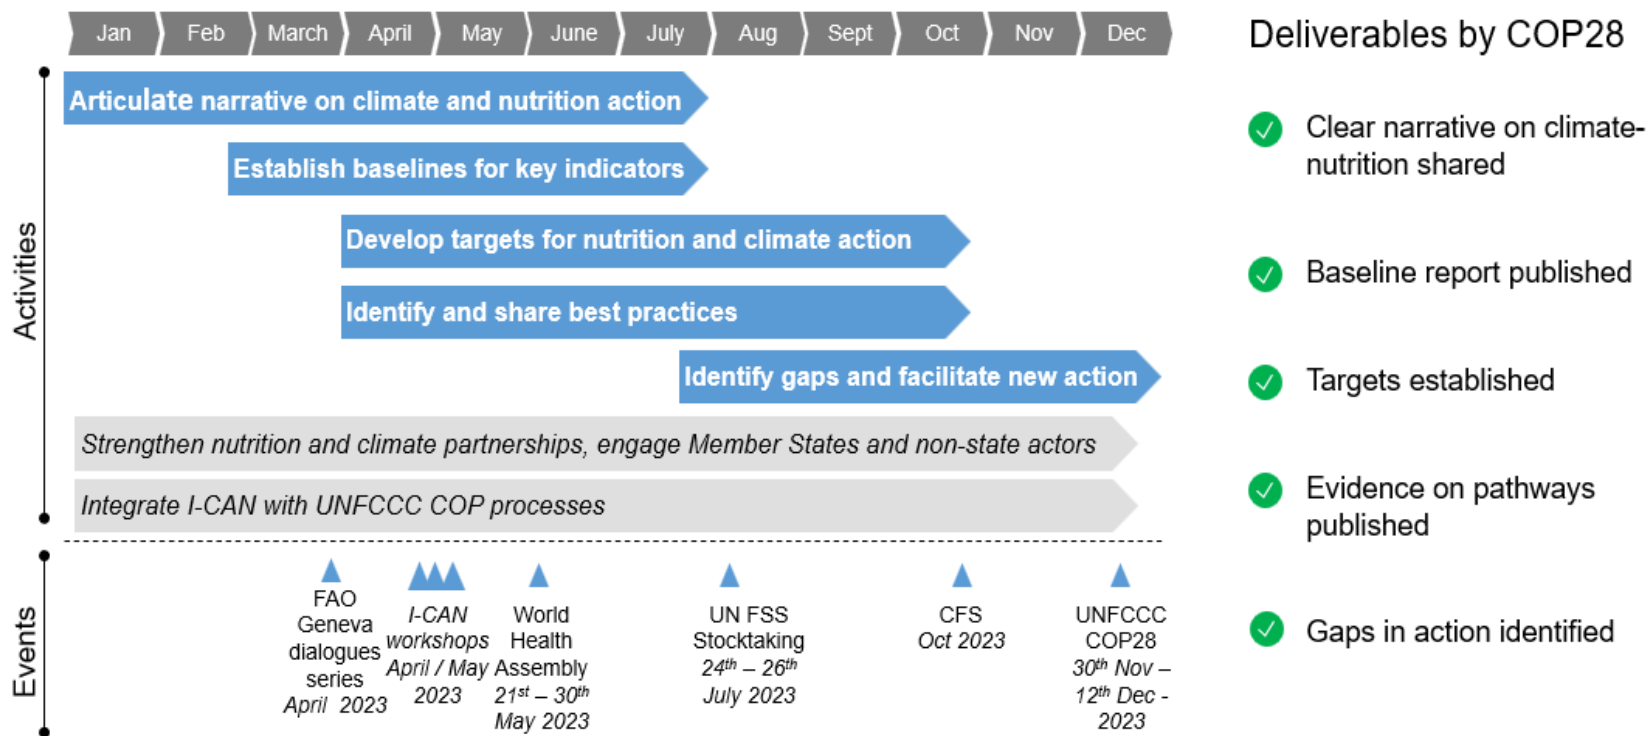 Jan Feb March April May June July Aug Sept Oct Nov Dec
Activities
Articulate narrative on climate and nutrition action
Establish baselines for key indicators
Develop targets for nutrition and climate action
Identify and share best practices
Identify gaps and facilitate new action
Strengthen nutrition and climate partnerships, engage Member States and non-state actors
Integrate I-CAN with UNFCCC COP processes
Events
FAO
Geneva
dialogues
series
April 2023
I-CAN
workshops
April / May
2023
World
Health
Assembly
21st – 30th
May 2023
UN FSS
Stocktaking
24th – 26th
July 2023
CFS
Oct 2023
UNFCCC
COP28
30th Nov –
12th Dec -
2023
Deliverables by COP28
Clear narrative on climate-
nutrition shared
Baseline report published
Targets established
Evidence on pathways
published
Gaps in action identified